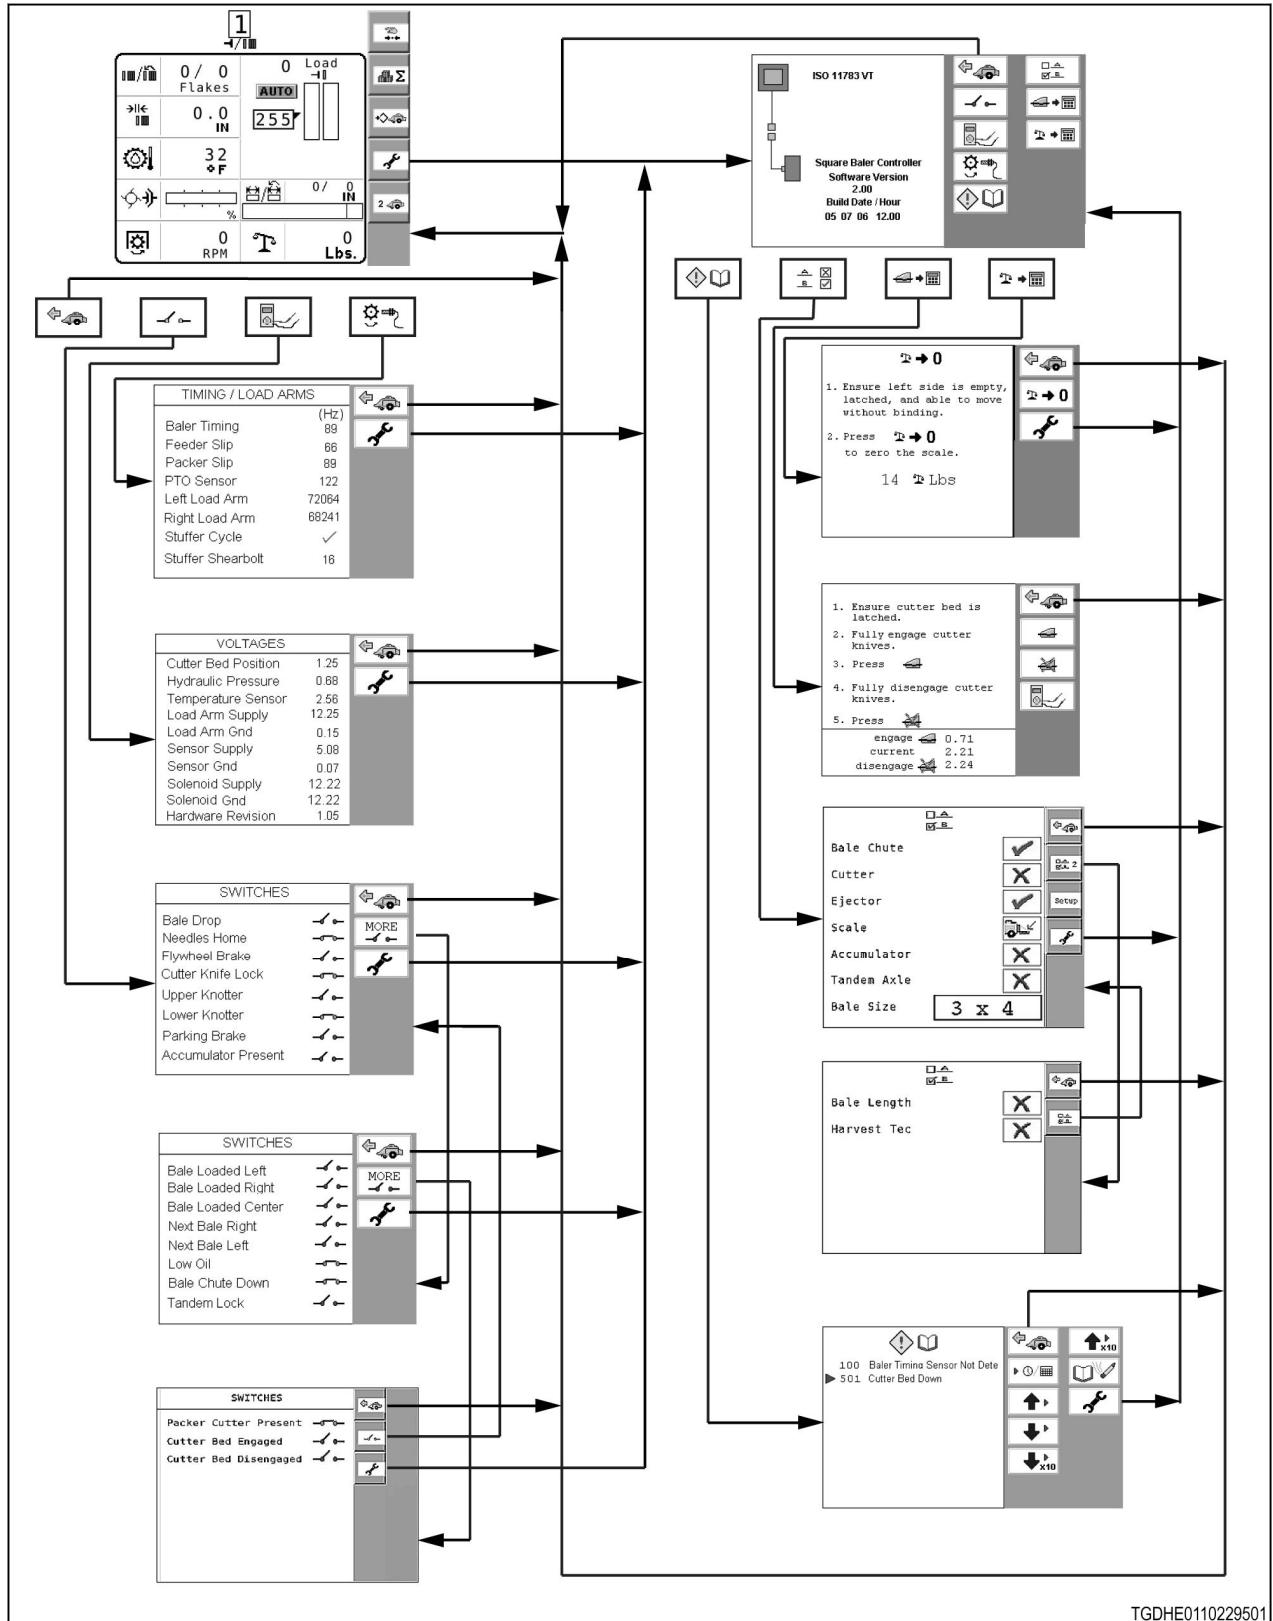 1
0/ 0
Flakes
0
Load
AUTO
255
0.0
IN
32
°F
%
0/ 0
IN
0
RPM
0
Lbs.
Σ
2
ISO 11783 VT
Square Baler Controller
Software Version
2.00
Build Date / Hour
05 07 06 12.00
A
B
A
B
TIMING / LOAD ARMS
(Hz)
Baler Timing 89
Feeder Slip 66
Packer Slip 89
PTO Sensor 122
Left Load Arm 72064
Right Load Arm 68241
Stuffer Cycle
Stuffer Shearbolt 16
VOLTAGES
Cutter Bed Position 1.25
Hydraulic Pressure 0.68
Temperature Sensor 2.56
Load Arm Supply 12.25
Load Arm Gnd 0.15
Sensor Supply 5.08
Sensor Gnd 0.07
Solenoid Supply 12.22
Solenoid Gnd 12.22
Hardware Revision 1.05
SWITCHES
Bale Drop
Needles Home
Flywheel Brake
Cutter Knife Lock
Upper Knotter
Lower Knotter
Parking Brake
Accumulator Present
MORE
SWITCHES
Bale Loaded Left
Bale Loaded Right
Bale Loaded Center
Next Bale Right
Next Bale Left
Low Oil
Bale Chute Down
Tandem Lock
MORE
SWITCHES
Packer Cutter Present
Cutter Bed Engaged
Cutter Bed Disengaged
0
1. Ensure left side is empty,
latched, and able to move
without binding.
2. Press 0
to zero the scale.
14 Lbs
0
1. Ensure cutter bed is
latched.
2. Fully engage cutter
knives.
3. Press
4. Fully disengage cutter
knives.
5. Press
engage 0.71
current 2.21
disengage 2.24
A
B
Bale Chute
Cutter
Ejector
Scale
Accumulator
Tandem Axle
Bale Size 3 x 4
2
Setup
A
B
Bale Length
Harvest Tec
100 Baler Timing Sensor Not Dete
501 Cutter Bed Down
x10
x10
TGDHE0110229501